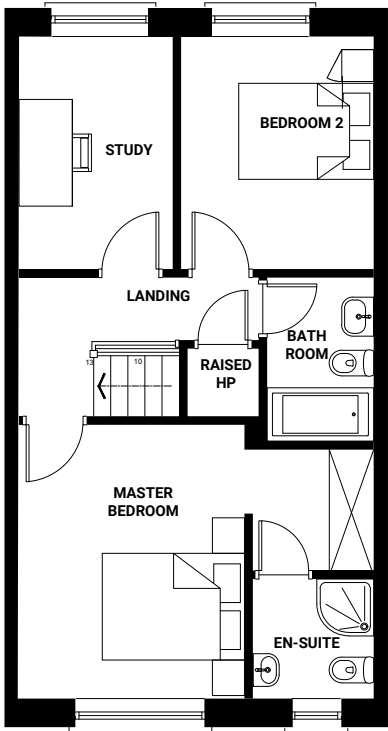 BEDROOM 2
STUDY
LANDING
BATH
ROOM
13
10
RAISED
HP
MASTER
BEDROOM
EN-SUITE